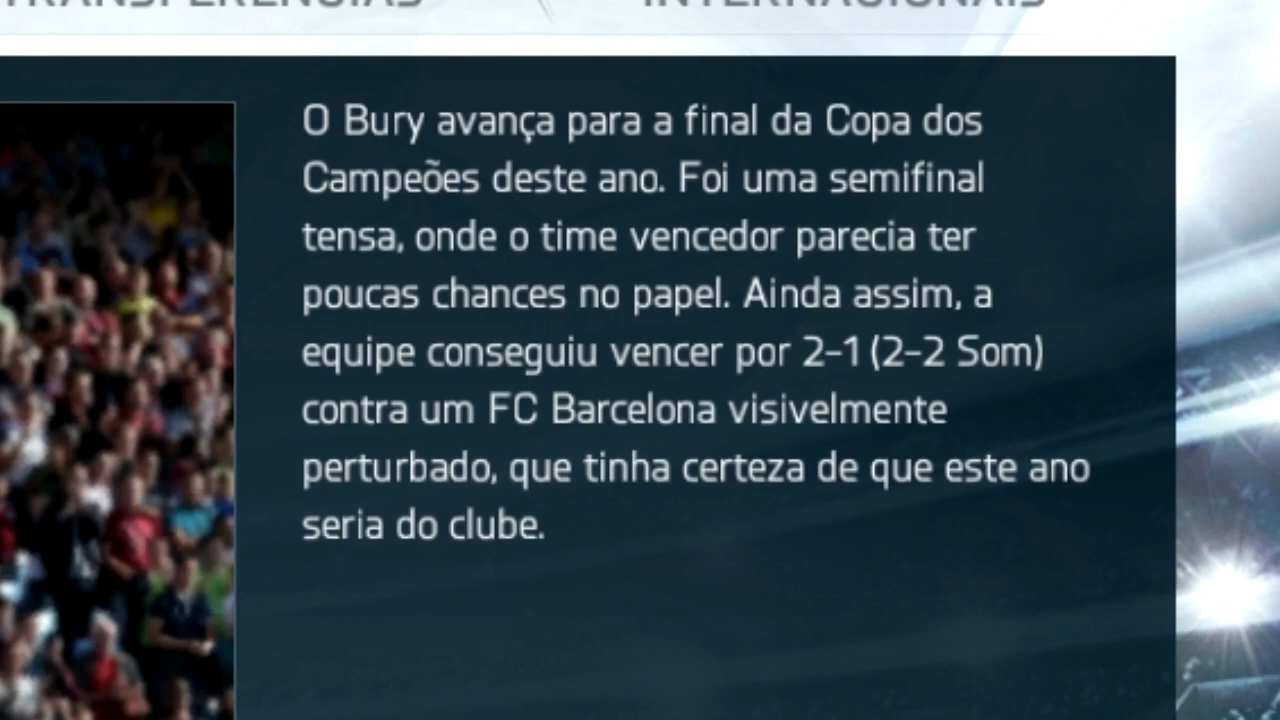 TRANSFERÊNCIAS INTERNACIONAIS
O Bury avança para a final da Copa dos
Campeões deste ano. Foi uma semifinal
tensa, onde o time vencedor parecia ter
poucas chances no papel. Ainda assim, a
equipe conseguiu vencer por 2-1 (2-2 Som)
contra um FC Barcelona visivelmente
perturbado, que tinha certeza de que este ano
seria do clube.